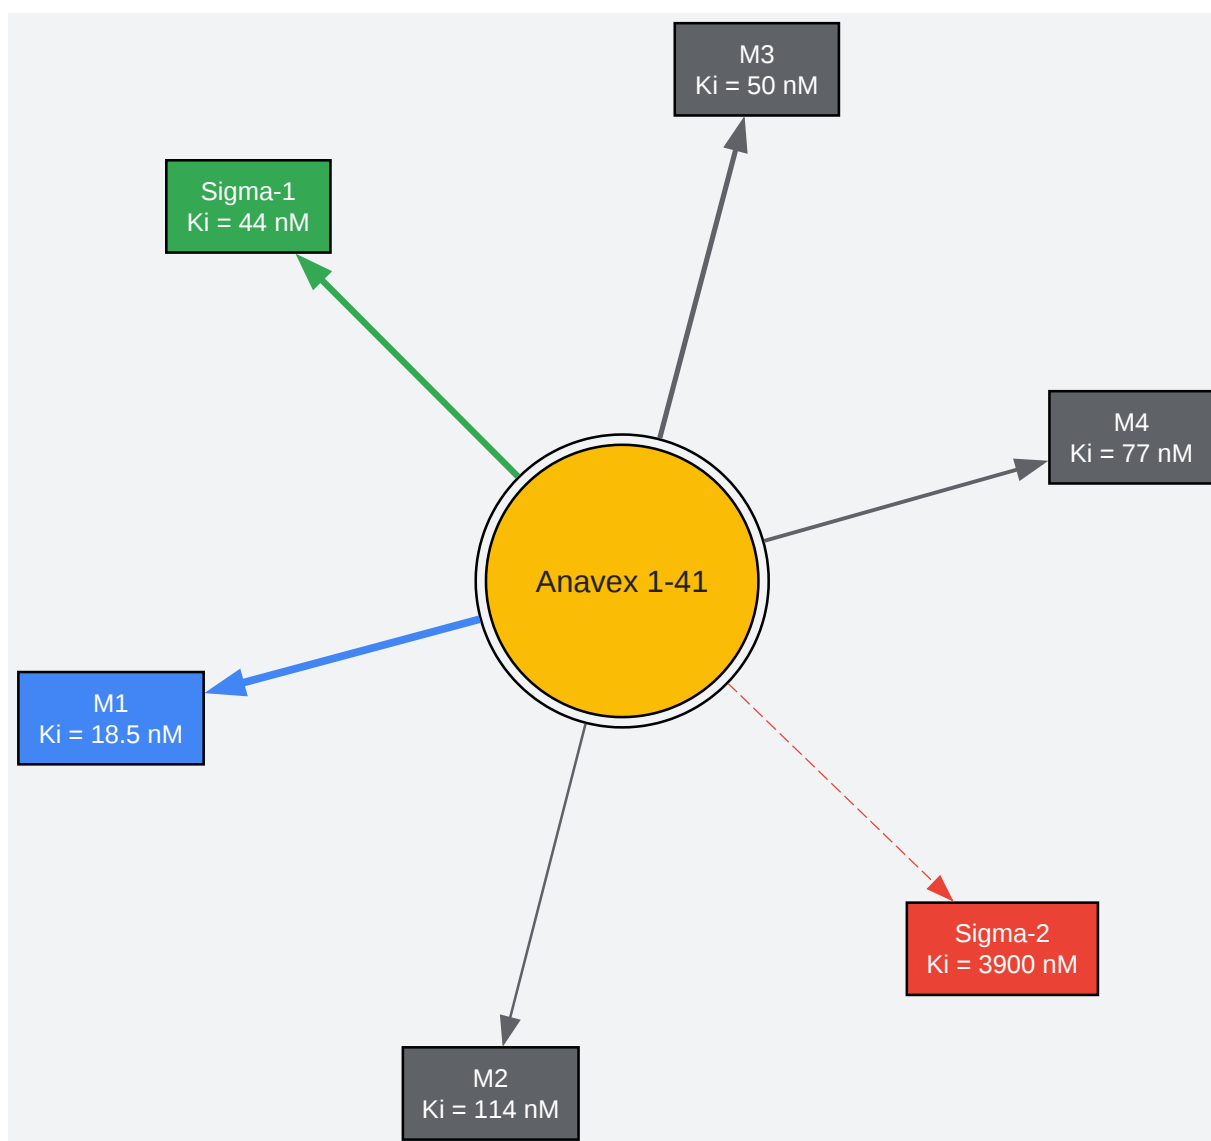 M3
Ki = 50 nM
Sigma-1
Ki = 44 nM
M4
Ki = 77 nM
Anavex 1-41
M1
Ki = 18.5 nM
Sigma-2
Ki = 3900 nM
M2
Ki = 114 nM